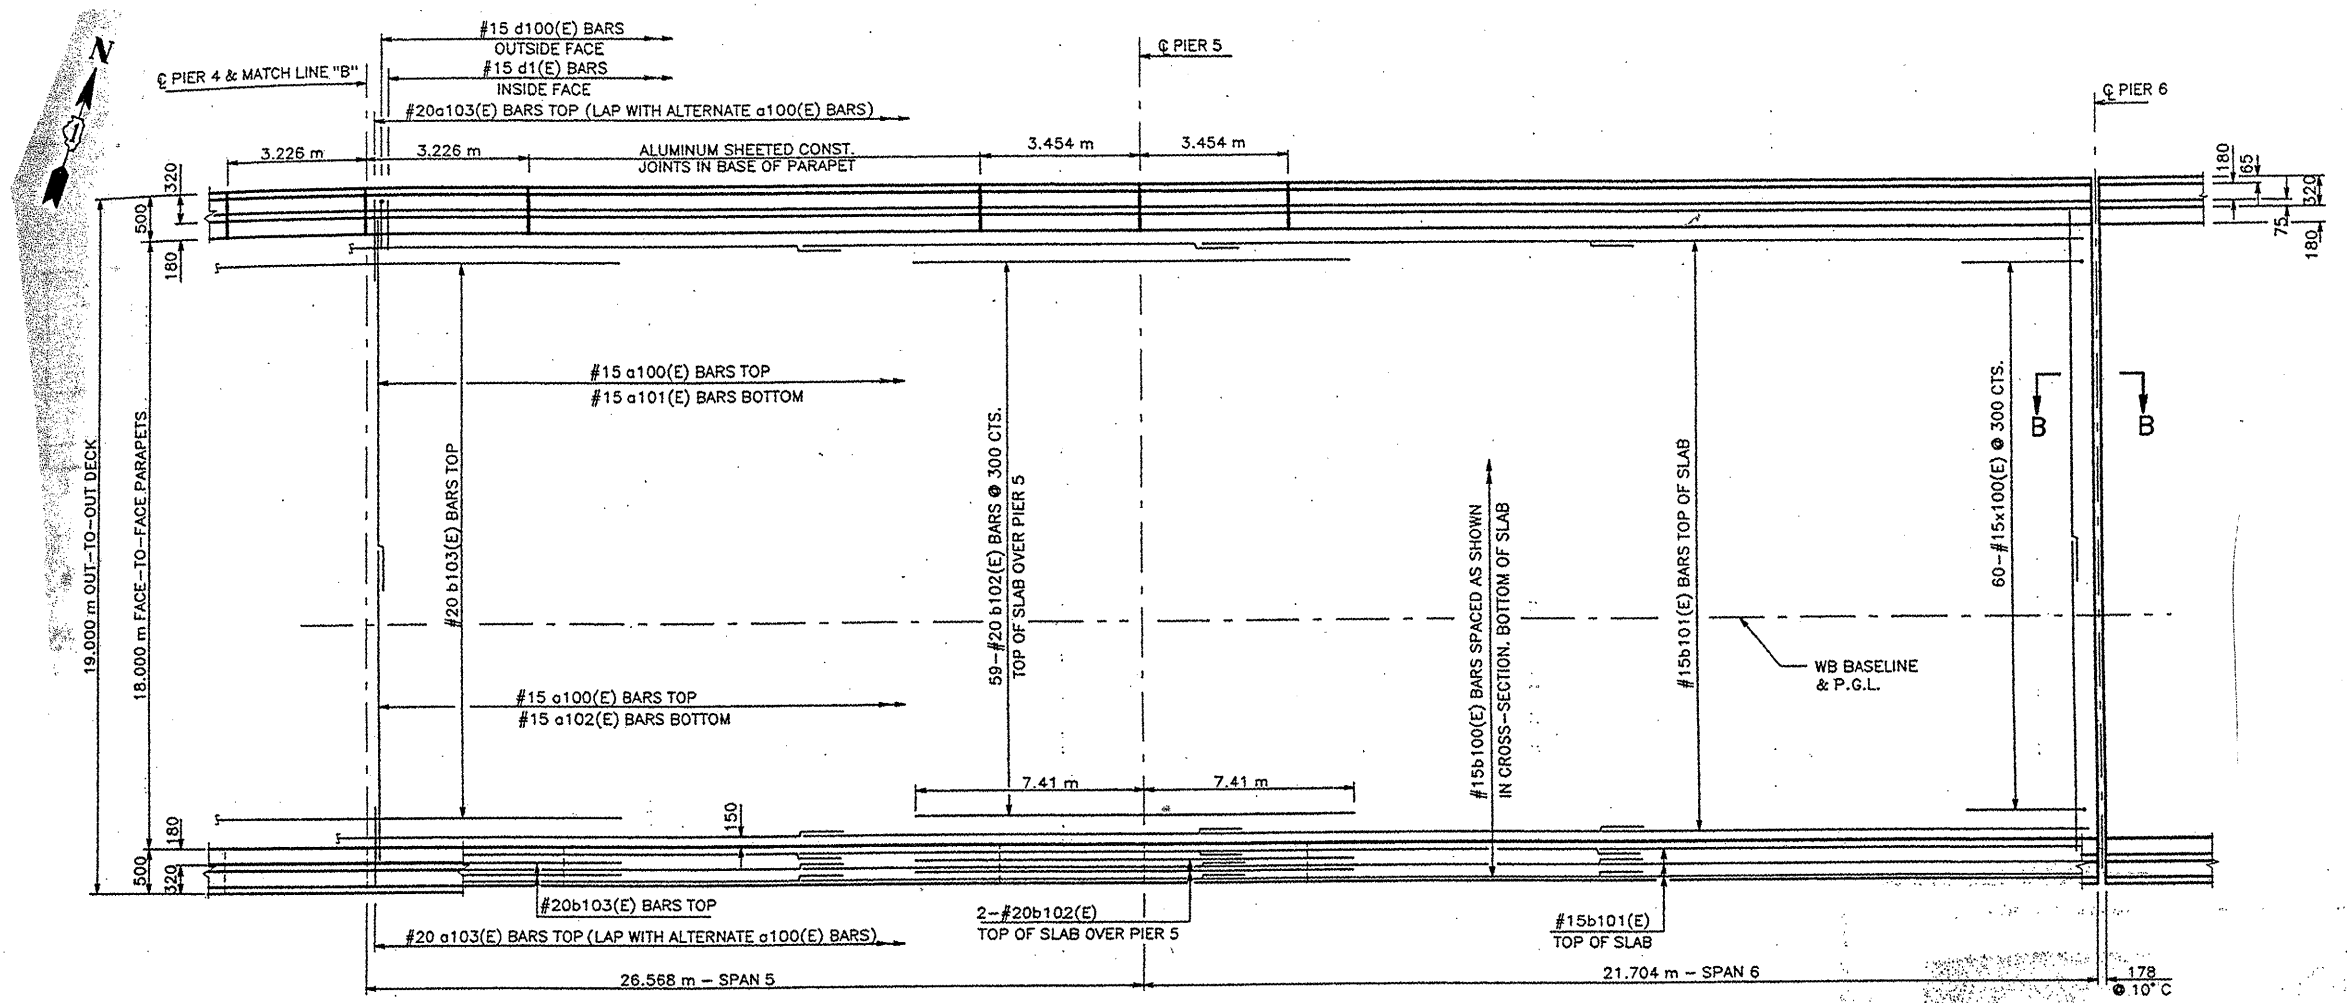 #15 d100(E) BARS
OUTSIDE FACE
#15 d1(E) BARS
INSIDE FACE
N
℄ PIER 4 & MATCH LINE "B"
#20a103(E) BARS TOP (LAP WITH ALTERNATE a100(E) BARS)
℄ PIER 5
℄ PIER 6
3.226 m
3.226 m
ALUMINUM SHEETED CONST.
JOINTS IN BASE OF PARAPET
3.454 m
3.454 m
320
500
180
180
65
320
75
180
19.000 m OUT-TO-OUT DECK
18.000 m FACE-TO-FACE PARAPETS
#20 b103(E) BARS TOP
#15 a100(E) BARS TOP
#15 a101(E) BARS BOTTOM
59-#20 b102(E) BARS @ 300 CTS.
TOP OF SLAB OVER PIER 5
#15b100(E) BARS SPACED AS SHOWN
IN CROSS-SECTION. BOTTOM OF SLAB
#15b101(E) BARS TOP OF SLAB
60-#15x100(E) @ 300 CTS.
B
B
WB BASELINE
& P.G.L.
#15 a100(E) BARS TOP
#15 a102(E) BARS BOTTOM
7.41 m
7.41 m
150
180
500
320
#20b103(E) BARS TOP
2-#20b102(E)
TOP OF SLAB OVER PIER 5
#15b101(E)
TOP OF SLAB
#20 a103(E) BARS TOP (LAP WITH ALTERNATE a100(E) BARS)
26.568 m - SPAN 5
21.704 m - SPAN 6
178
@ 10° C